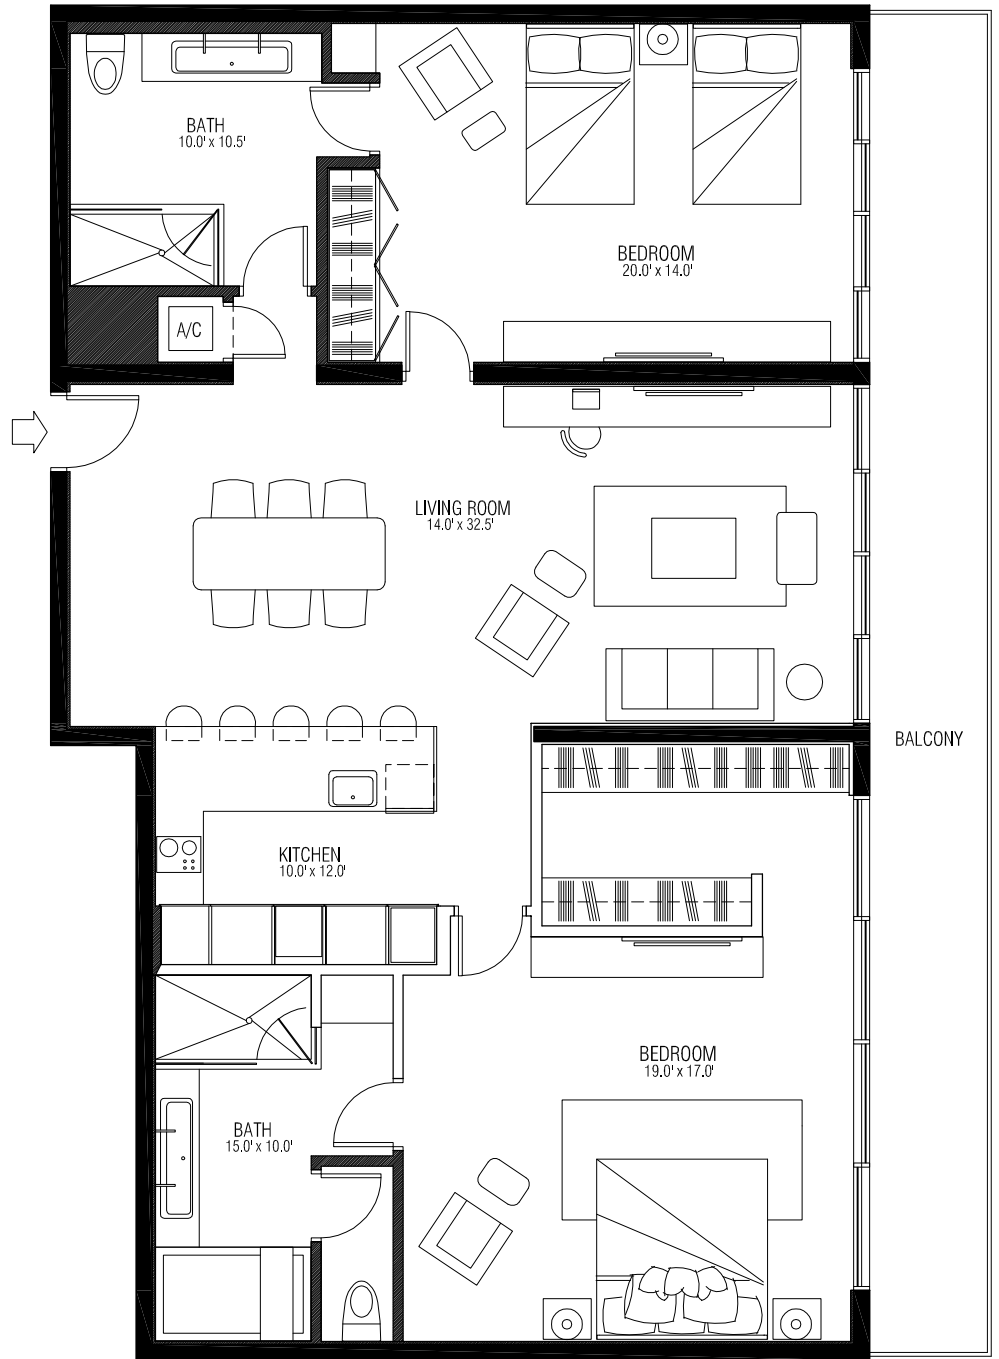 BATH
10.0' x 10.5'
BEDROOM
20.0' x 14.0'
A/C
LIVING ROOM
14.0' x 32.5'
BALCONY
KITCHEN
10.0' x 12.0'
BEDROOM
19.0' x 17.0'
BATH
15.0' x 10.0'